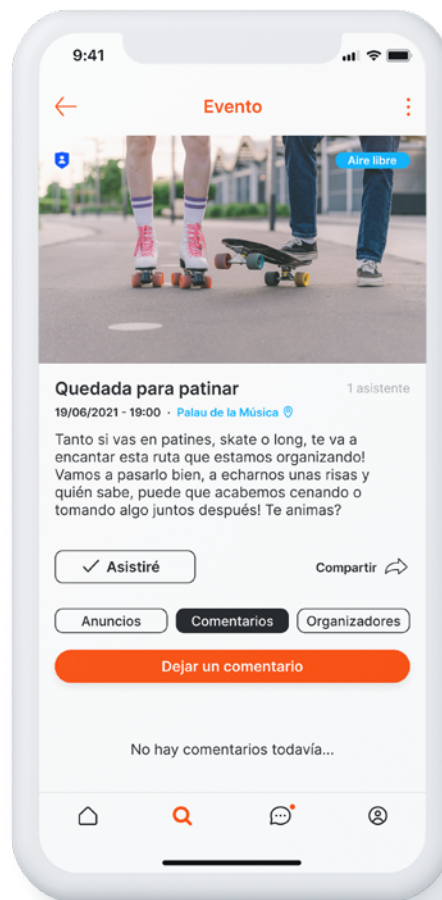 9:41
Evento
Aire libre
Quedada para patinar
1 asistente
19/06/2021 - 19:00 · Palau de la Música
Tanto si vas en patines, skate o long, te va a
encantar esta ruta que estamos organizando!
Vamos a pasarlo bien, a echarnos unas risas y
quién sabe, puede que acabemos cenando o
tomando algo juntos después! Te animas?
Asistiré
Compartir
Anuncios
Comentarios
Organizadores
Dejar un comentario
No hay comentarios todavía...